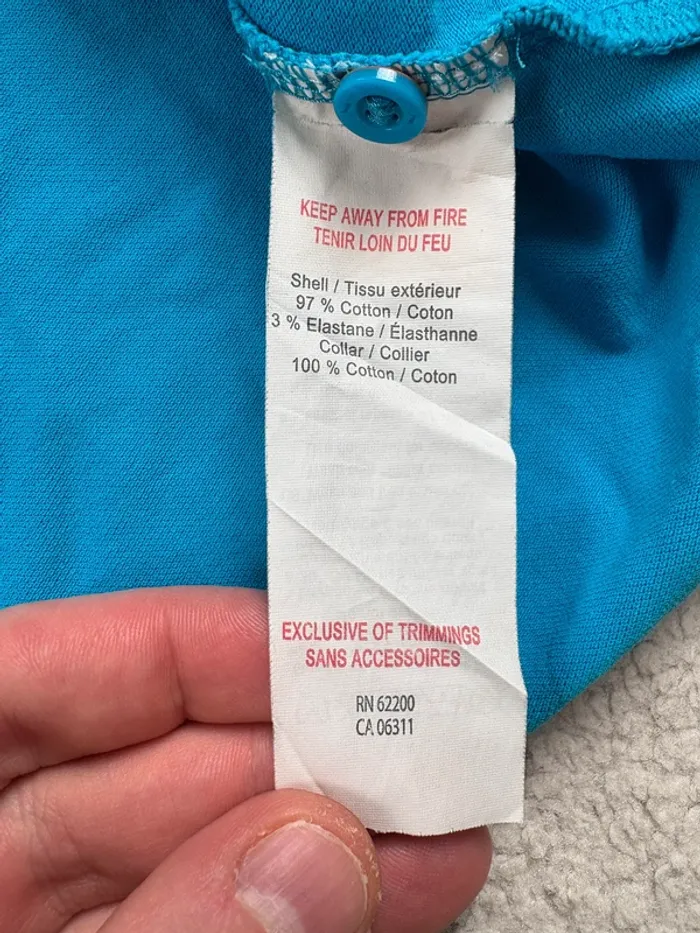 KEEP AWAY FROM FIRE
TENIR LOIN DU FEU
Shell / Tissu extérieur
97 % Cotton / Coton
3 % Elastane / Élasthanne
Collar / Collier
100 % Cotton / Coton
EXCLUSIVE OF TRIMMINGS
SANS ACCESSOIRES
RN 62200
CA 06311